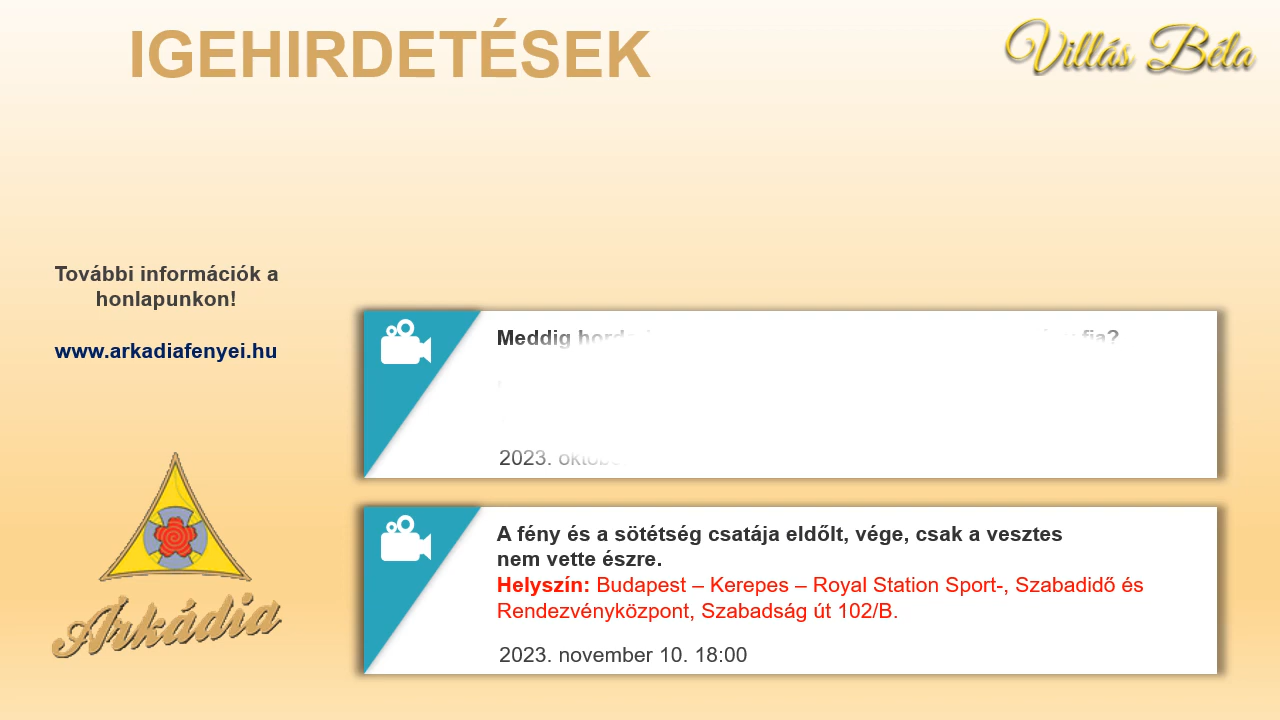 IGEHIRDETÉSEK
Villás Béla
További információk a
honlapunkon!
www.arkadiafenyei.hu
Árkádia
Meddig fia?
2023.
A fény és a sötétség csatája eldőlt, vége, csak a vesztes
nem vette észre.
Helyszín: Budapest – Kerepes – Royal Station Sport-, Szabadidő és
Rendezvényközpont, Szabadság út 102/B.
2023. november 10. 18:00